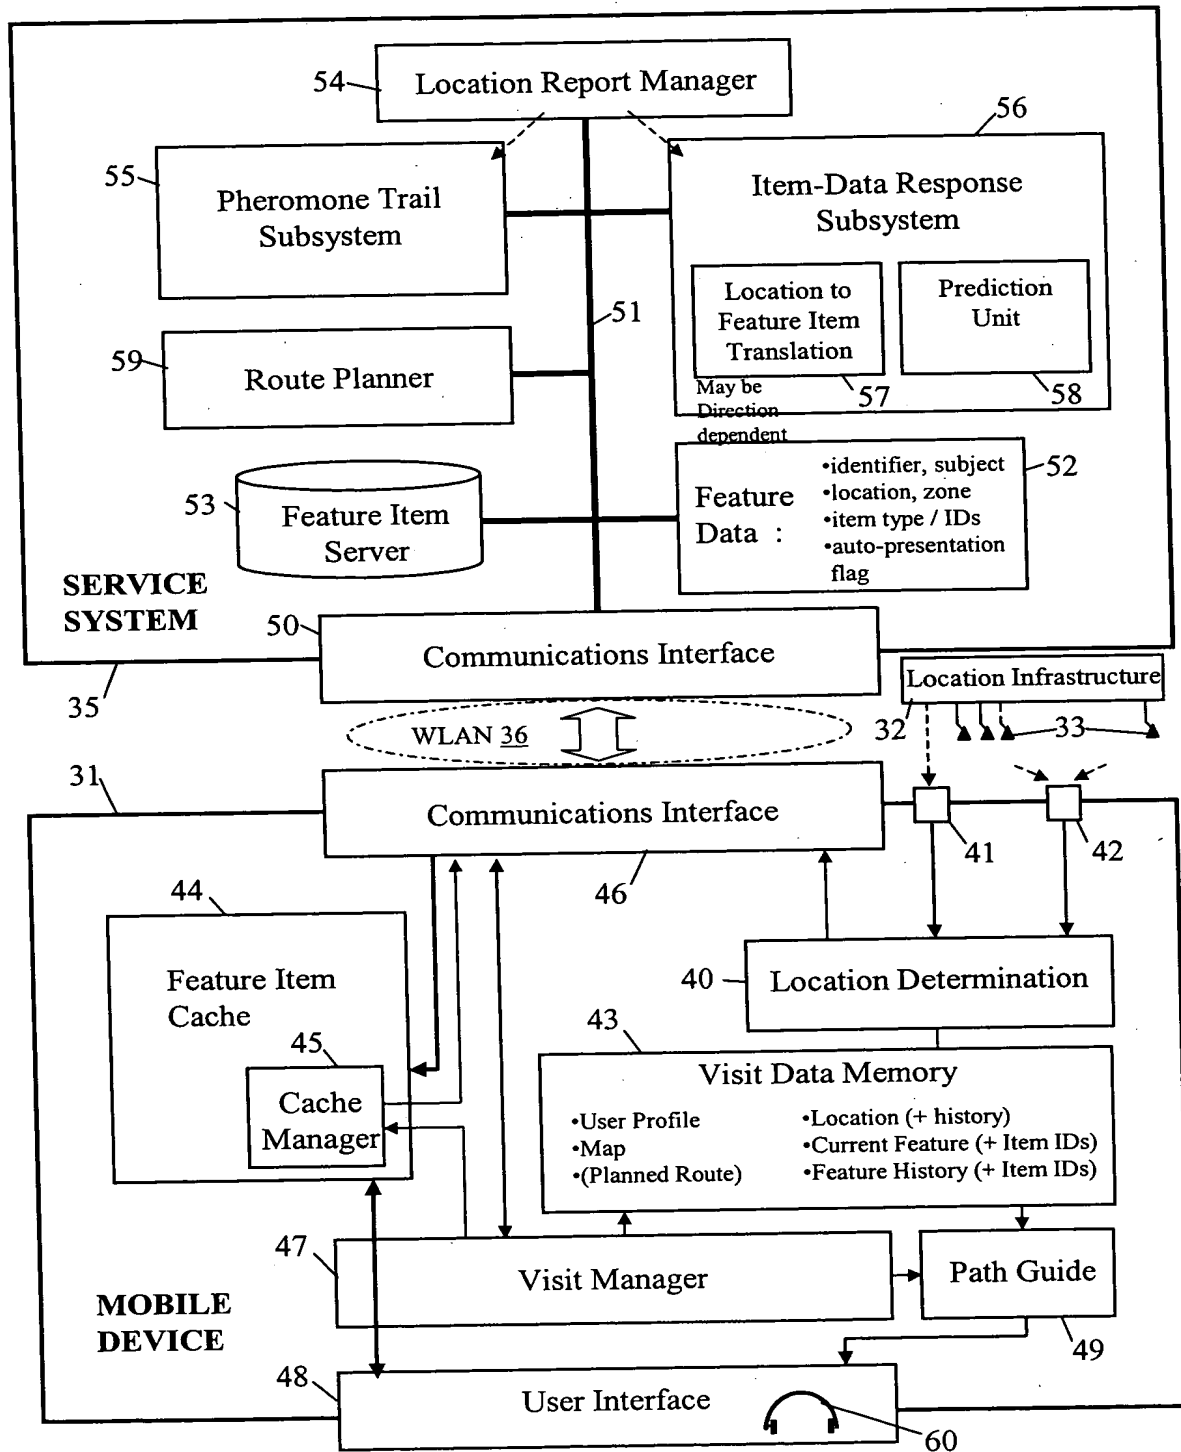 54
Location Report Manager
56
55
Pheromone Trail
Subsystem
Item-Data Response
Subsystem
Location to
Feature Item
Translation
Prediction
Unit
51
59
Route Planner
57
58
May be
Direction
dependent
53
Feature Item
Server
Feature
Data :
•identifier, subject
•location, zone
•item type / IDs
•auto-presentation
flag
52
SERVICE
SYSTEM
50
Communications Interface
35
Location Infrastructure
32
33
WLAN 36
31
Communications Interface
41
42
46
44
Feature Item
Cache
40
Location Determination
45
Cache
Manager
43
Visit Data Memory
•User Profile
•Map
•(Planned Route)
•Location (+ history)
•Current Feature (+ Item IDs)
•Feature History (+ Item IDs)
47
Visit Manager
Path Guide
49
MOBILE
DEVICE
48
User Interface
60